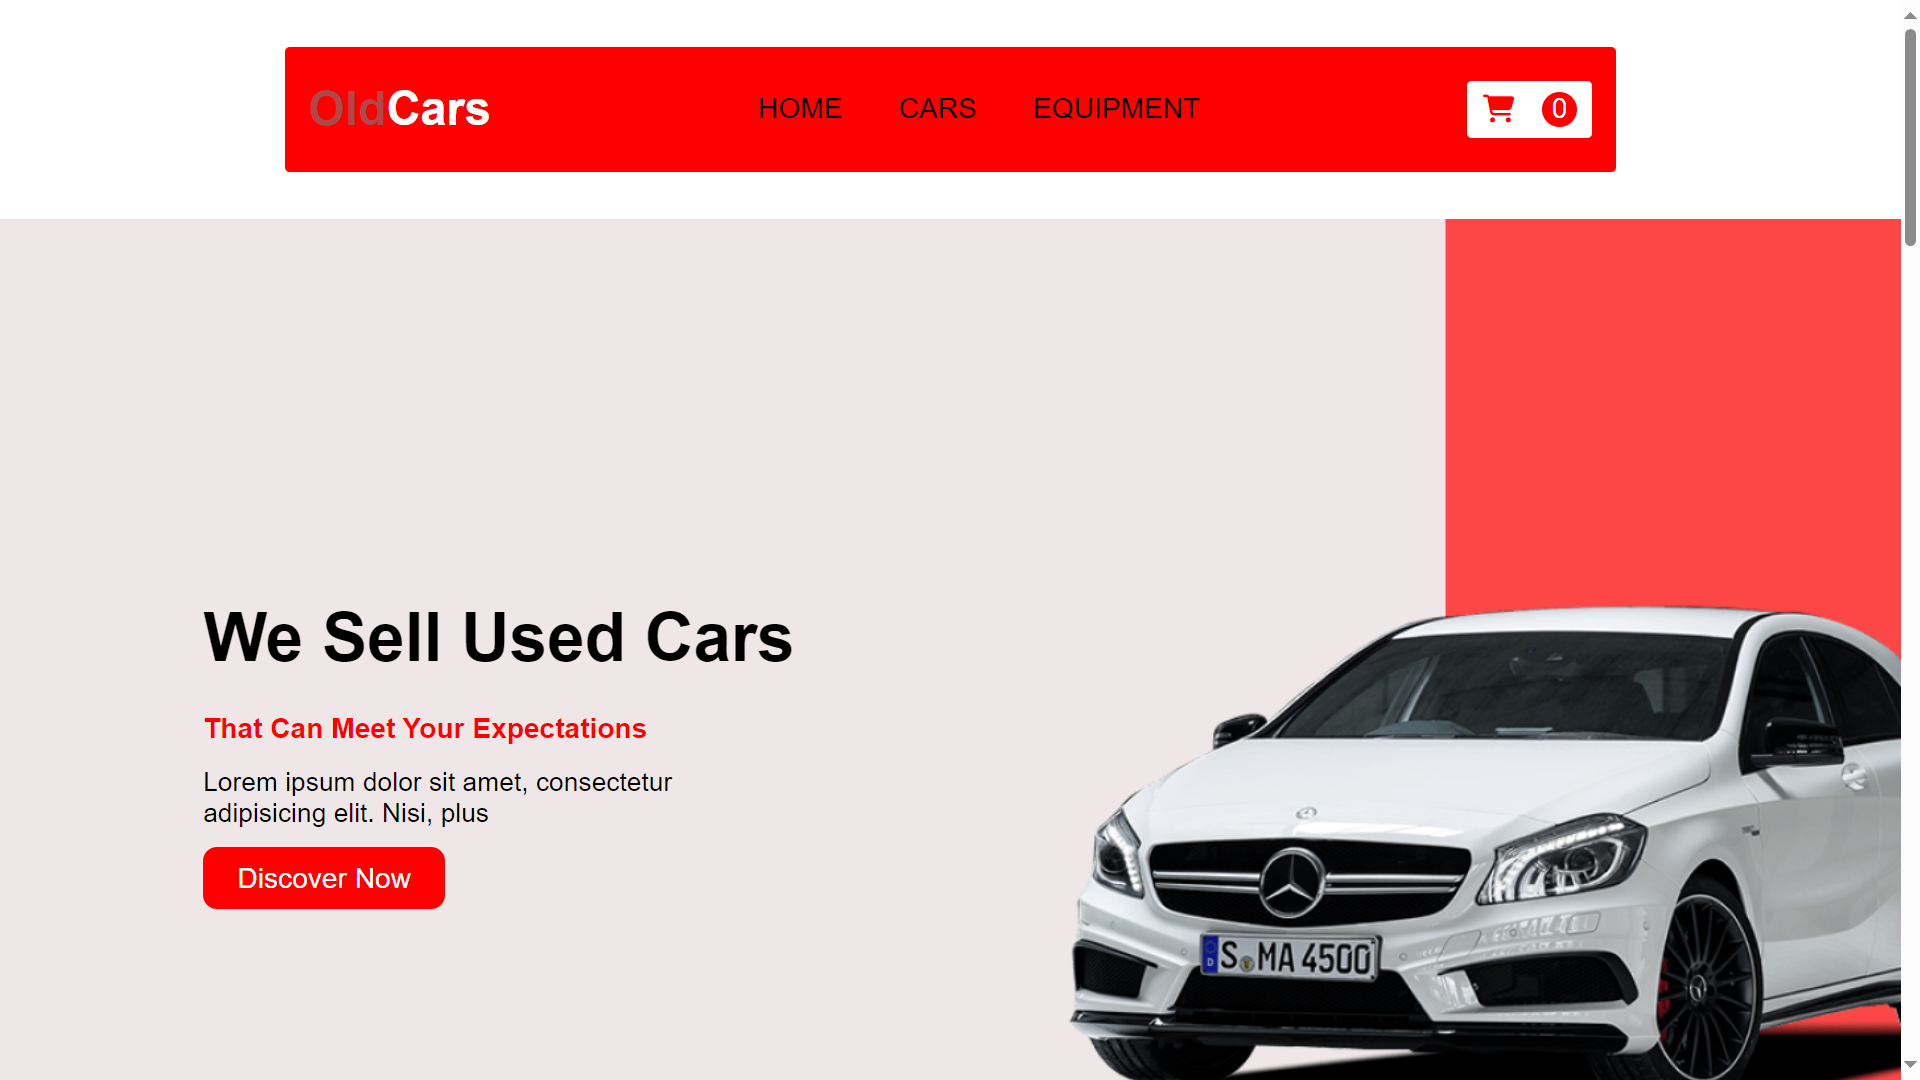 OldCars
HOME
CARS
EQUIPMENT
0
We Sell Used Cars
That Can Meet Your Expectations
Lorem ipsum dolor sit amet, consectetur
adipisicing elit. Nisi, plus
Discover Now
D
S MA 4500